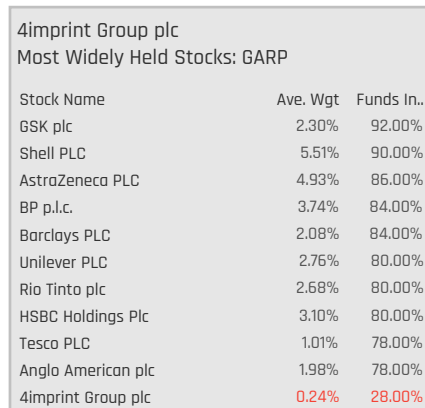 4imprint Group plc
Most Widely Held Stocks: GARP
Stock Name Ave. Wgt Funds In..
GSK plc 2.30% 92.00%
Shell PLC 5.51% 90.00%
AstraZeneca PLC 4.93% 86.00%
BP p.l.c. 3.74% 84.00%
Barclays PLC 2.08% 84.00%
Unilever PLC 2.76% 80.00%
Rio Tinto plc 2.68% 80.00%
HSBC Holdings Plc 3.10% 80.00%
Tesco PLC 1.01% 78.00%
Anglo American plc 1.98% 78.00%
4imprint Group plc 0.24% 28.00%